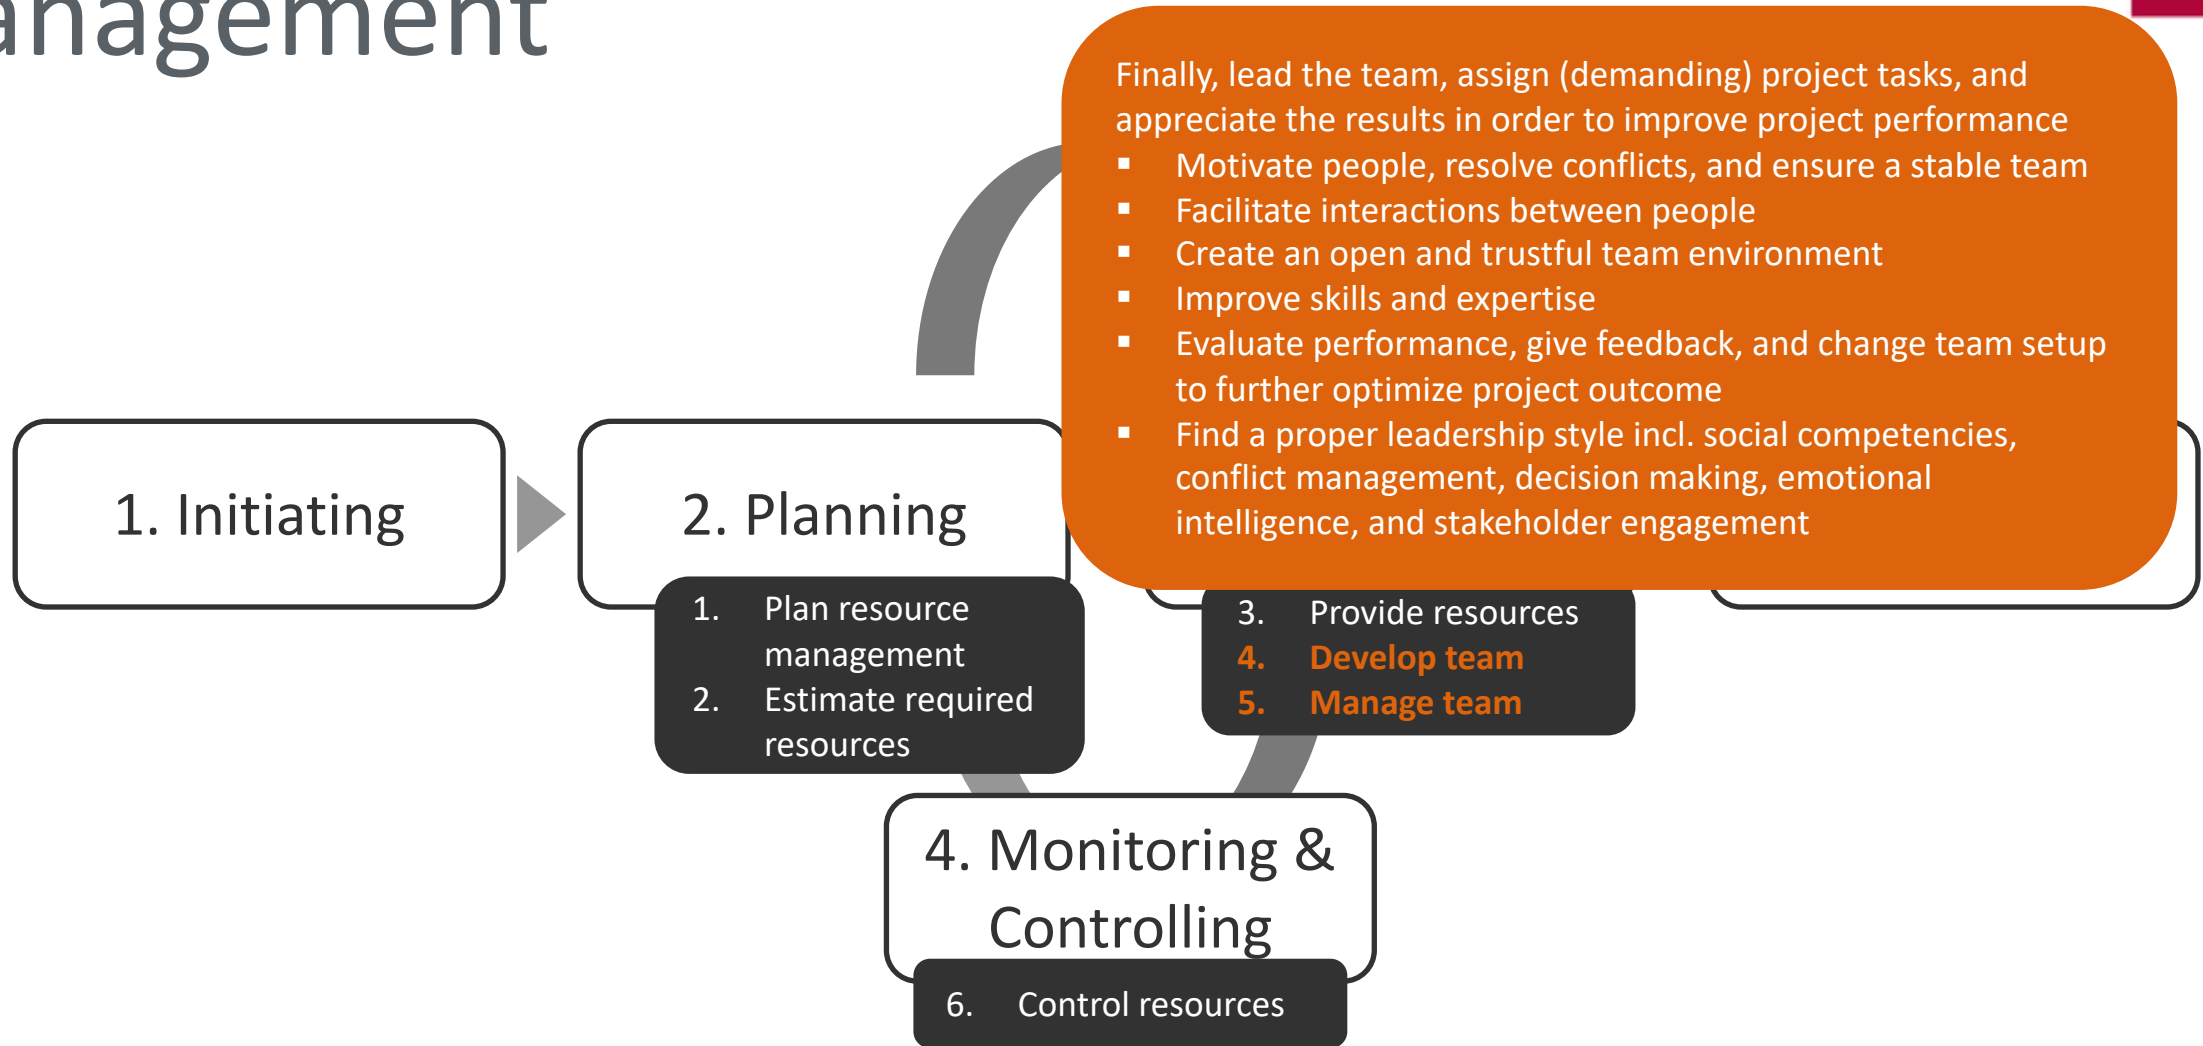 anagement
Finally, lead the team, assign (demanding) project tasks, and
appreciate the results in order to improve project performance
▪ Motivate people, resolve conflicts, and ensure a stable team
▪ Facilitate interactions between people
▪ Create an open and trustful team environment
▪ Improve skills and expertise
▪ Evaluate performance, give feedback, and change team setup
to further optimize project outcome
▪ Find a proper leadership style incl. social competencies,
conflict management, decision making, emotional
intelligence, and stakeholder engagement
1. Initiating
2. Planning
1. Plan resource
management
2. Estimate required
resources
3. Provide resources
4. Develop team
5. Manage team
4. Monitoring &
Controlling
6. Control resources